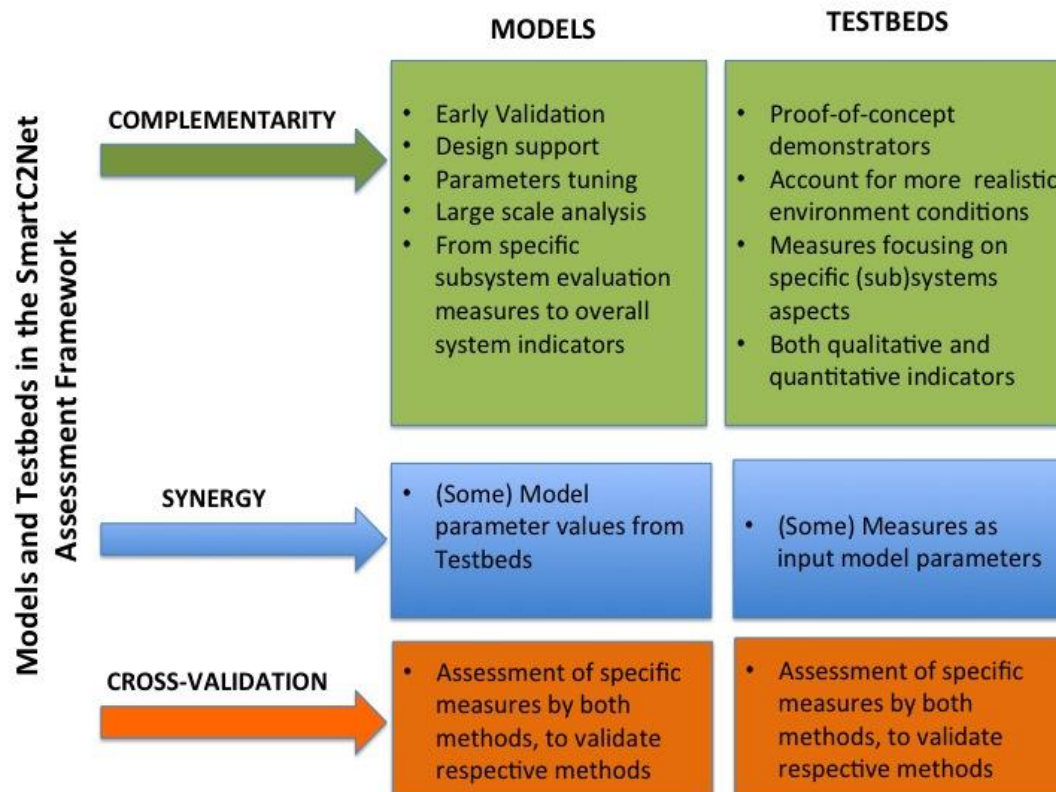 Models and Testbeds in the SmartC2Net
Assessment Framework
MODELS
TESTBEDS
COMPLEMENTARITY
• Early Validation
• Design support
• Parameters tuning
• Large scale analysis
• From specific
subsystem evaluation
measures to overall
system indicators
• Proof-of-concept
demonstrators
• Account for more realistic
environment conditions
• Measures focusing on
specific (sub)systems
aspects
• Both qualitative and
quantitative indicators
SYNERGY
• (Some) Model
parameter values from
Testbeds
• (Some) Measures as
input model parameters
CROSS-VALIDATION
• Assessment of specific
measures by both
methods, to validate
respective methods
• Assessment of specific
measures by both
methods, to validate
respective methods